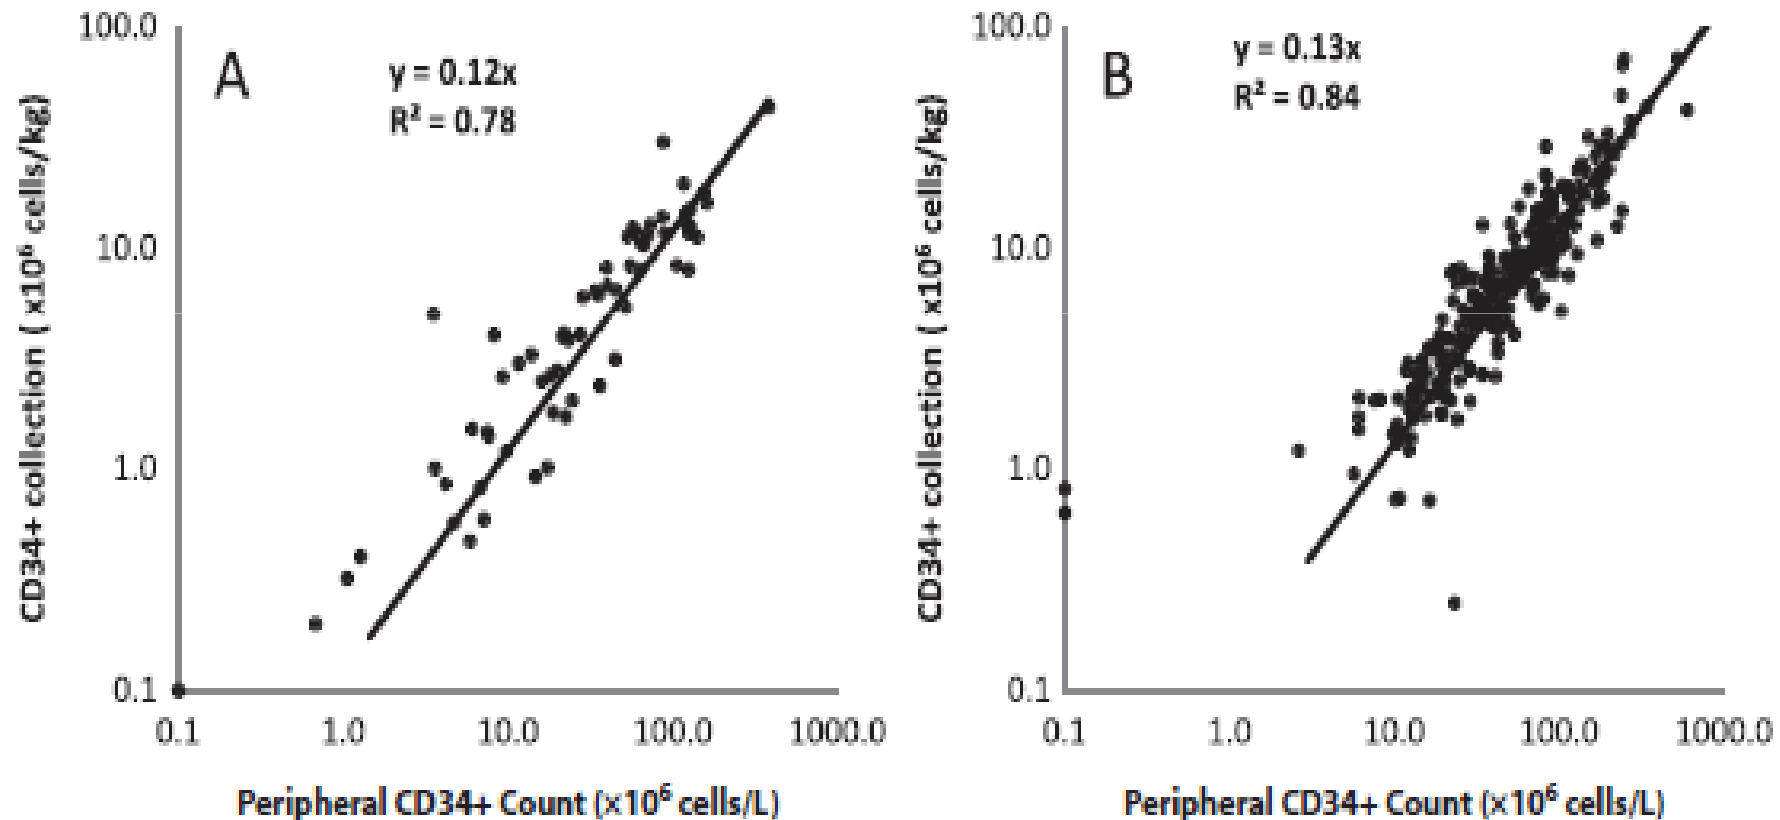 A
y = 0.12x
R² = 0.78
CD34+ collection ( x10⁶ cells/kg)
100.0
10.0
1.0
0.1
0.1 1.0 10.0 100.0 1000.0
Peripheral CD34+ Count (×10⁶ cells/L)
B
y = 0.13x
R² = 0.84
CD34+ collection ( x10⁶ cells/kg)
100.0
10.0
1.0
0.1
0.1 1.0 10.0 100.0 1000.0
Peripheral CD34+ Count (×10⁶ cells/L)